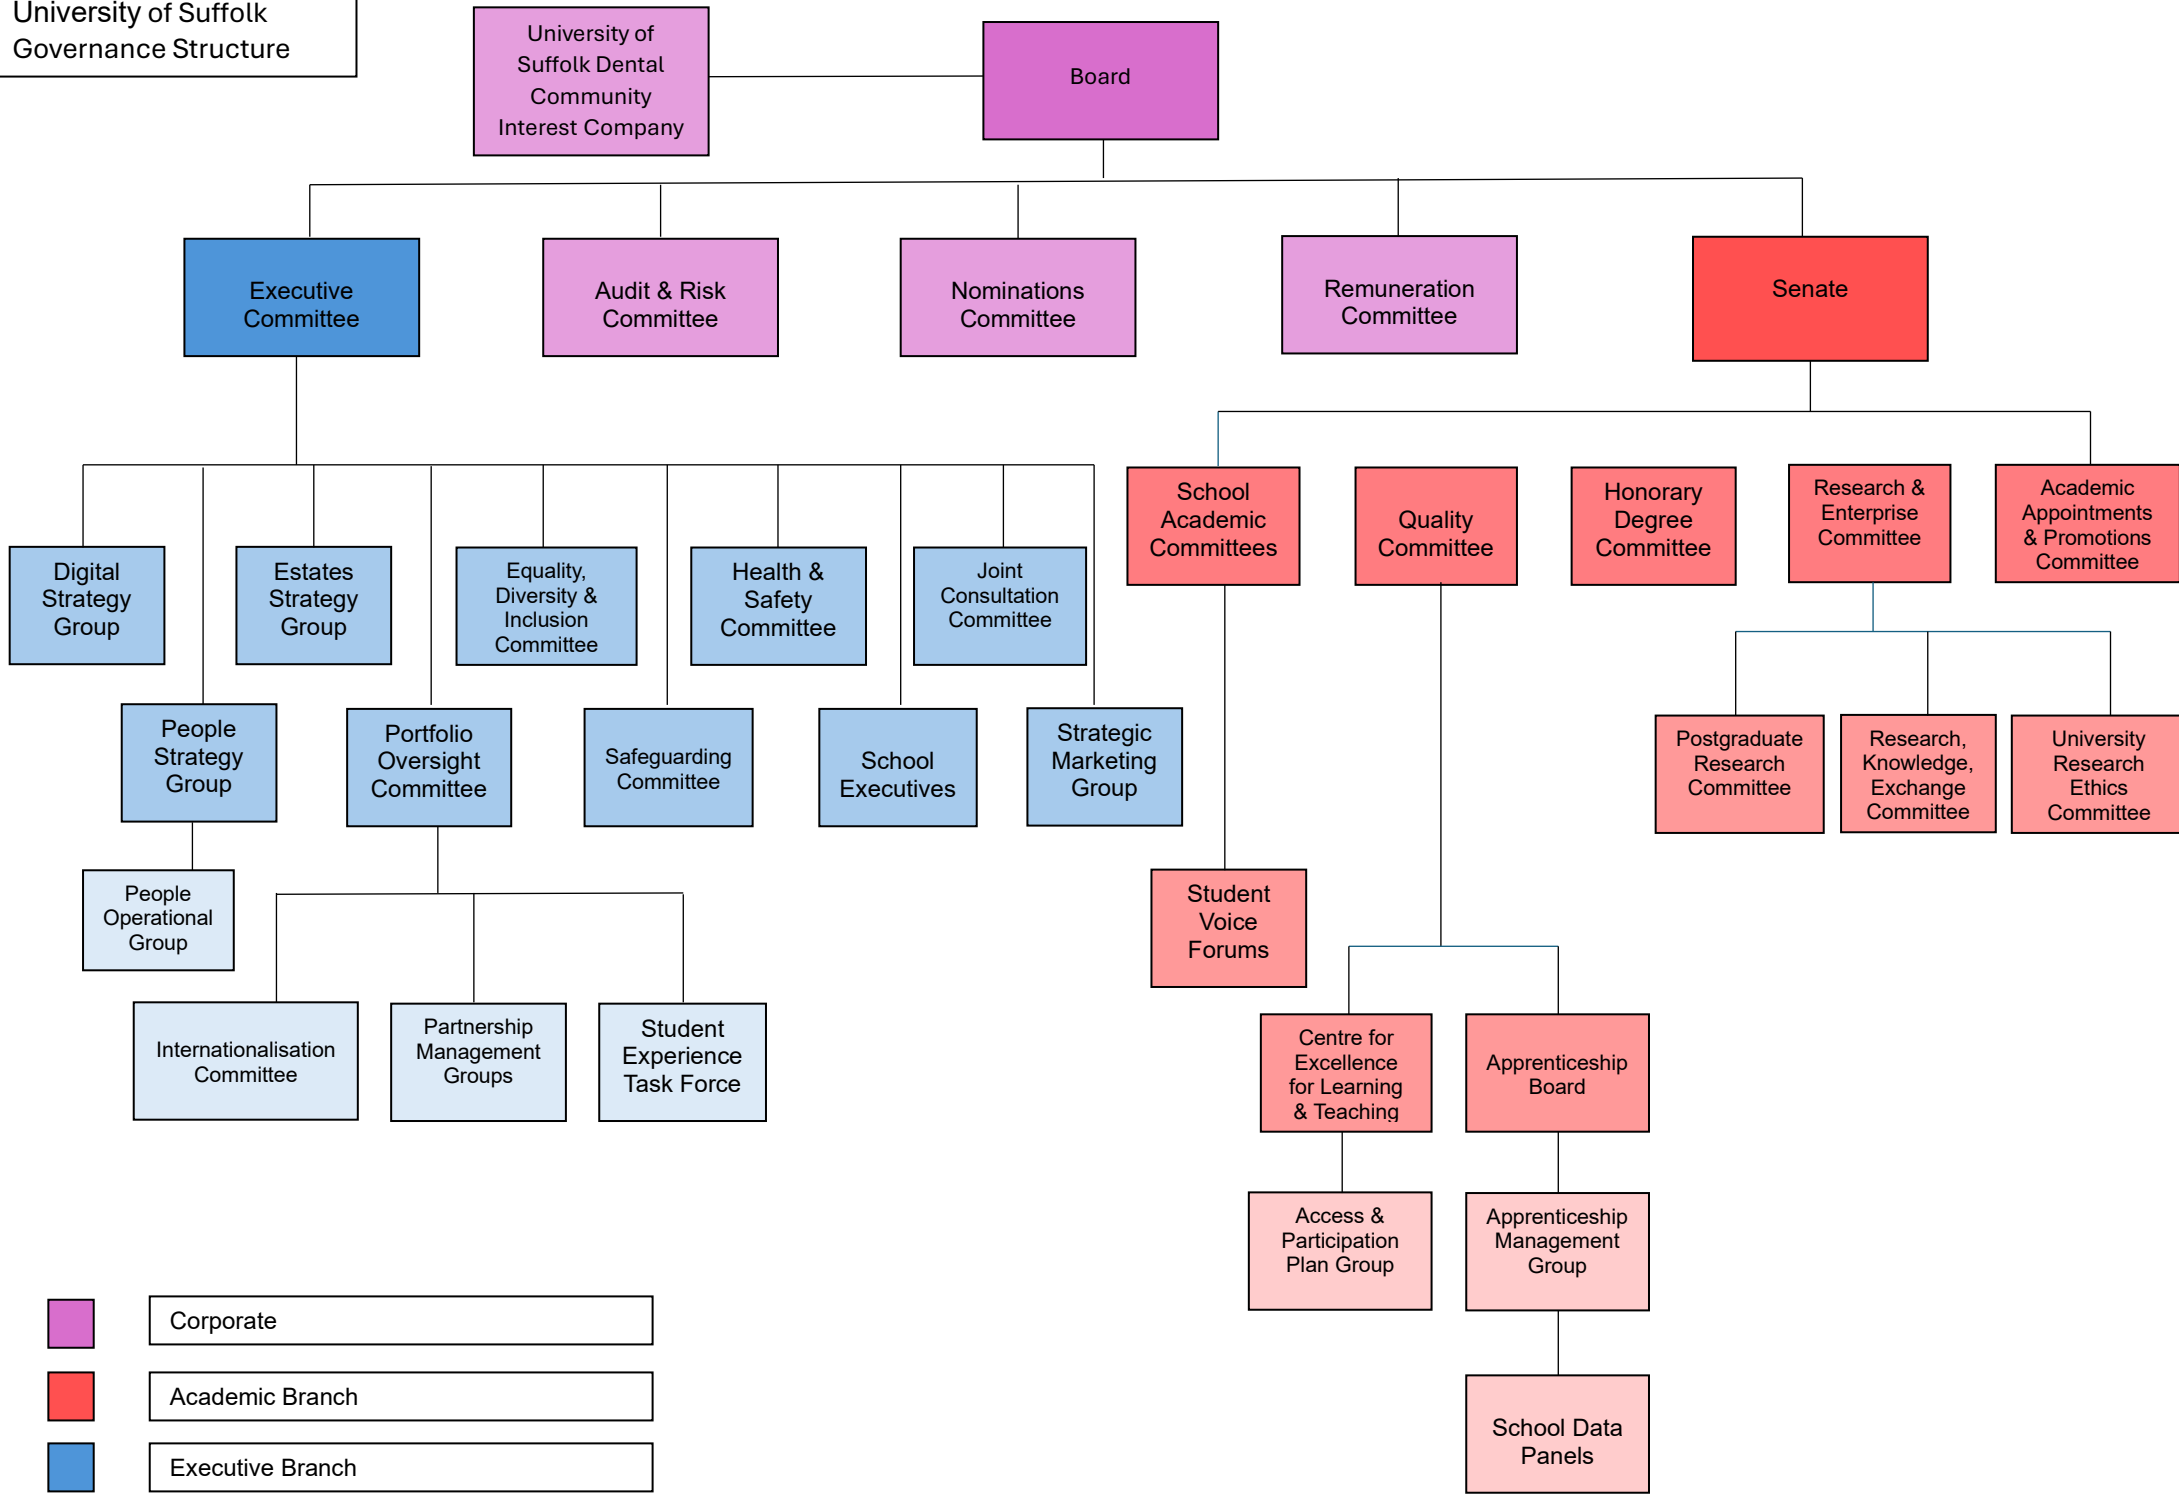 University of Suffolk
Governance Structure
University of
Suffolk Dental
Community
Interest Company
Board
Executive
Committee
Audit & Risk
Committee
Nominations
Committee
Remuneration
Committee
Senate
School
Academic
Committees
Quality
Committee
Honorary
Degree
Committee
Research &
Enterprise
Committee
Academic
Appointments
& Promotions
Committee
Digital
Strategy
Group
Estates
Strategy
Group
Equality,
Diversity &
Inclusion
Committee
Health &
Safety
Committee
Joint
Consultation
Committee
People
Strategy
Group
Portfolio
Oversight
Committee
Safeguarding
Committee
School
Executives
Strategic
Marketing
Group
Postgraduate
Research
Committee
Research,
Knowledge,
Exchange
Committee
University
Research
Ethics
Committee
People
Operational
Group
Student
Voice
Forums
Internationalisation
Committee
Partnership
Management
Groups
Student
Experience
Task Force
Centre for
Excellence
for Learning
& Teaching
Apprenticeship
Board
Access &
Participation
Plan Group
Apprenticeship
Management
Group
School Data
Panels
Corporate
Academic Branch
Executive Branch